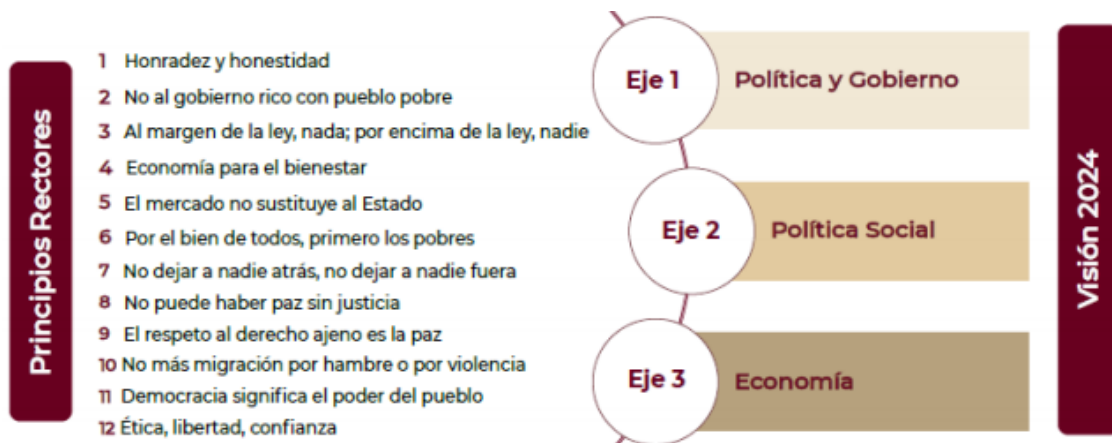 Principios Rectores
1 Honradez y honestidad
2 No al gobierno rico con pueblo pobre
3 Al margen de la ley, nada; por encima de la ley, nadie
4 Economía para el bienestar
5 El mercado no sustituye al Estado
6 Por el bien de todos, primero los pobres
7 No dejar a nadie atrás, no dejar a nadie fuera
8 No puede haber paz sin justicia
9 El respeto al derecho ajeno es la paz
10 No más migración por hambre o por violencia
11 Democracia significa el poder del pueblo
12 Ética, libertad, confianza
Eje 1 Política y Gobierno
Eje 2 Política Social
Eje 3 Economía
Visión 2024